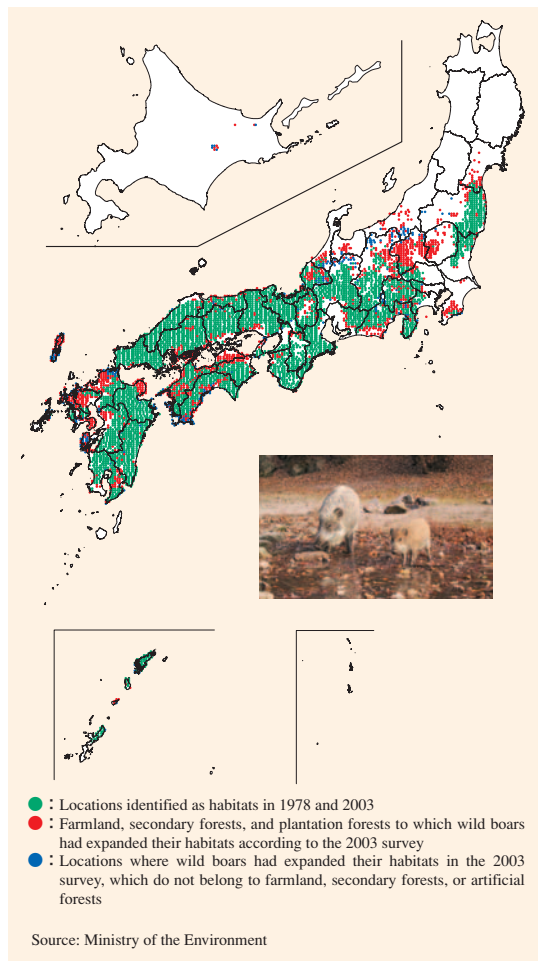 : Locations identified as habitats in 1978 and 2003
: Farmland, secondary forests, and plantation forests to which wild boars
had expanded their habitats according to the 2003 survey
: Locations where wild boars had expanded their habitats in the 2003
survey, which do not belong to farmland, secondary forests, or artificial
forests
Source: Ministry of the Environment